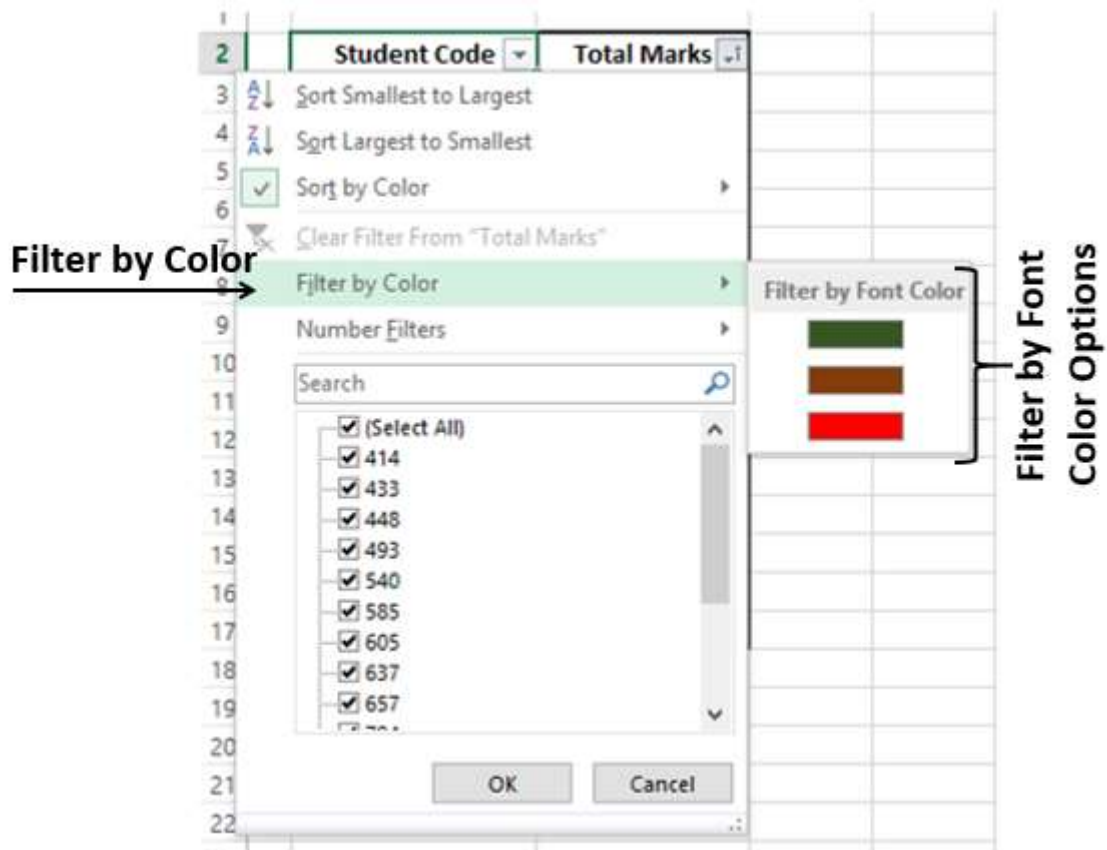 2 Student Code Total Marks
3 Sort Smallest to Largest
4 Sort Largest to Smallest
5
Sort by Color
6
7 Clear Filter From "Total Marks"
Filter by Color
8 Filter by Color
Filter by Font Color
9 Number Filters
10
Search
11
12 (Select All)
414
13 433
14 448
15 493
16 540
585
17 605
18 637
19 657
20
21 OK Cancel
22
Filter by Font
Color Options